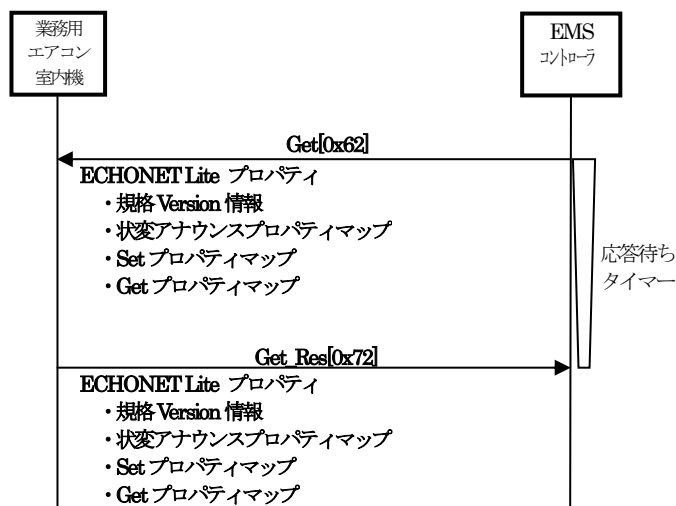 業務用
エアコン
室内機
EMS
コントローラ
Get[0x62]
ECHONET Lite プロパティ
・規格 Version 情報
・状変アナウンスプロパティマップ
・Set プロパティマップ
・Get プロパティマップ
応答待ち
タイマー
Get_Res[0x72]
ECHONET Lite プロパティ
・規格 Version 情報
・状変アナウンスプロパティマップ
・Set プロパティマップ
・Get プロパティマップ